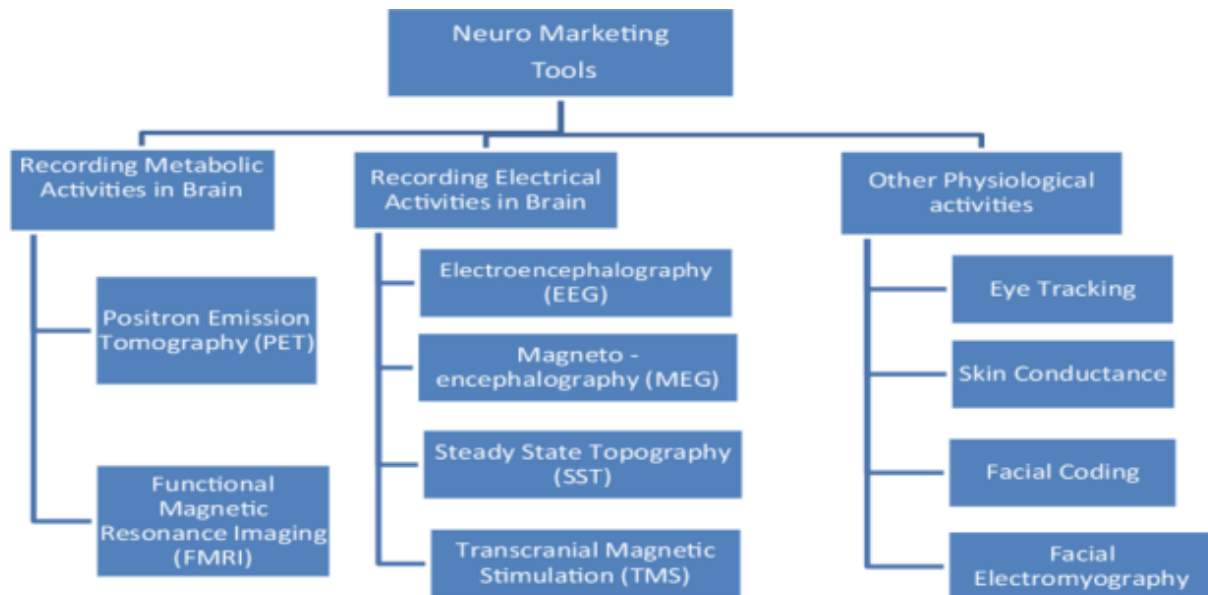 Neuro Marketing
Tools
Recording Metabolic
Activities in Brain
Positron Emission
Tomography (PET)
Functional
Magnetic
Resonance Imaging
(FMRI)
Recording Electrical
Activities in Brain
Electroencephalography
(EEG)
Magneto -
encephalography (MEG)
Steady State Topography
(SST)
Transcranial Magnetic
Stimulation (TMS)
Other Physiological
activities
Eye Tracking
Skin Conductance
Facial Coding
Facial
Electromyography